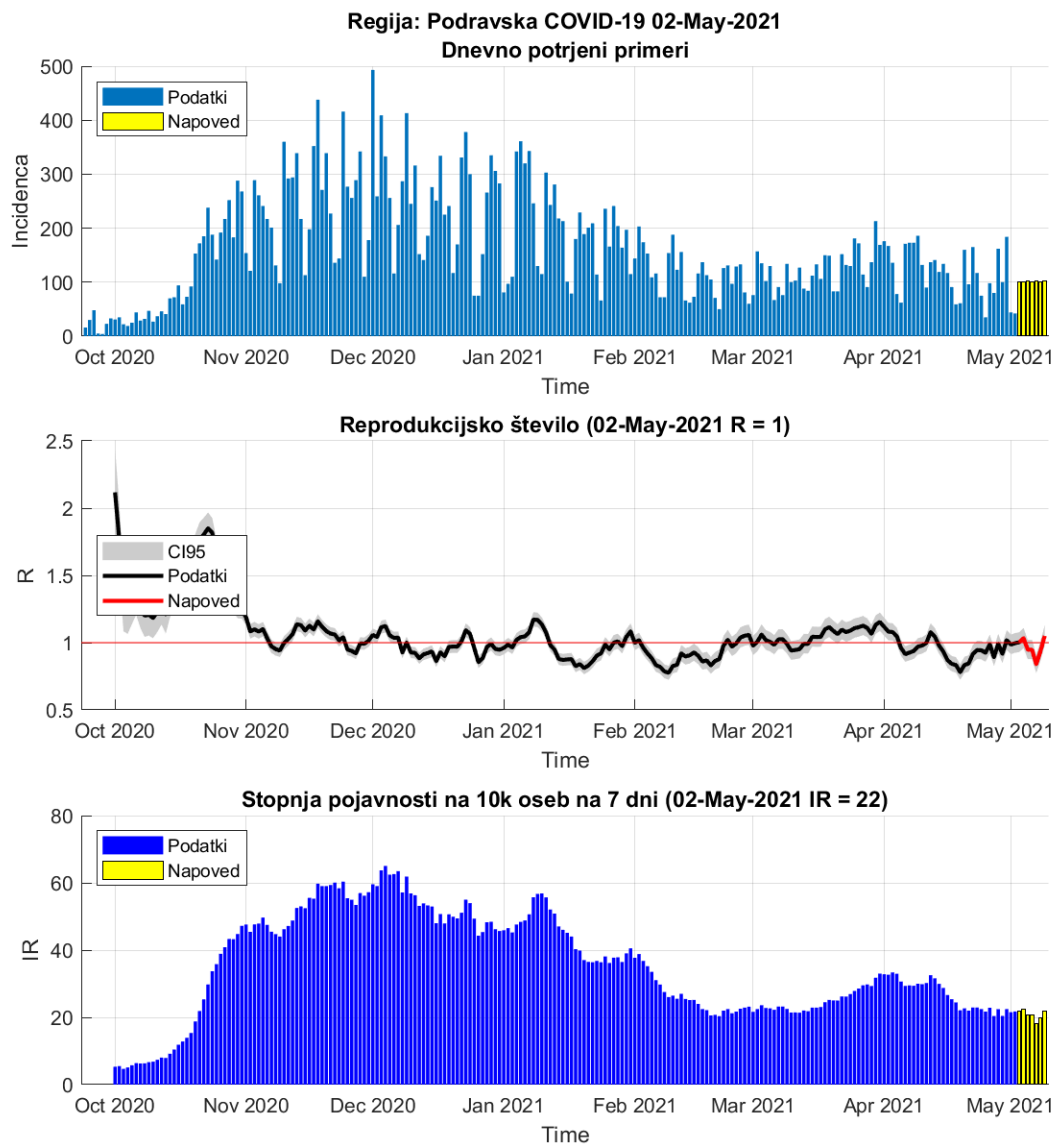 Regija: Podravska COVID-19 02-May-2021
Dnevno potrjeni primeri
500
400
300
200
100
0
Incidenca
Podatki
Napoved
Oct 2020 Nov 2020 Dec 2020 Jan 2021 Feb 2021 Mar 2021 Apr 2021 May 2021
Time
Reprodukcijsko število (02-May-2021 R = 1)
2.5
2
1.5
1
0.5
R
CI95
Podatki
Napoved
Oct 2020 Nov 2020 Dec 2020 Jan 2021 Feb 2021 Mar 2021 Apr 2021 May 2021
Time
Stopnja pojavnosti na 10k oseb na 7 dni (02-May-2021 IR = 22)
80
60
40
20
0
IR
Podatki
Napoved
Oct 2020 Nov 2020 Dec 2020 Jan 2021 Feb 2021 Mar 2021 Apr 2021 May 2021
Time